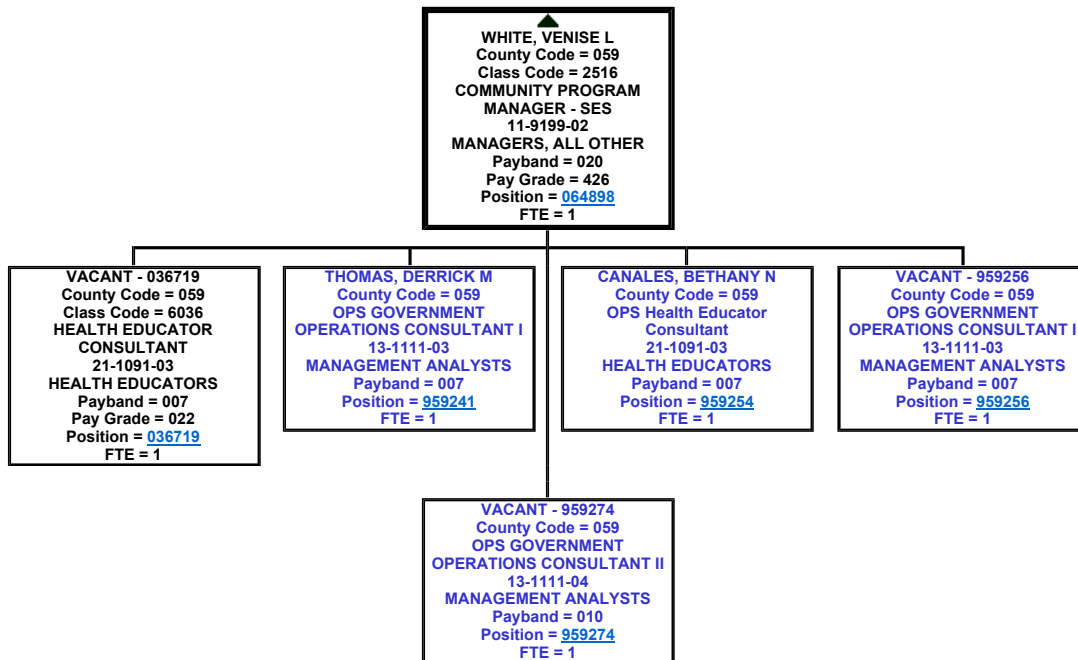 WHITE, VENISE L
County Code = 059
Class Code = 2516
COMMUNITY PROGRAM
MANAGER - SES
11-9199-02
MANAGERS, ALL OTHER
Payband = 020
Pay Grade = 426
Position = 064898
FTE = 1
VACANT - 036719
County Code = 059
Class Code = 6036
HEALTH EDUCATOR
CONSULTANT
21-1091-03
HEALTH EDUCATORS
Payband = 007
Pay Grade = 022
Position = 036719
FTE = 1
THOMAS, DERRICK M
County Code = 059
OPS GOVERNMENT
OPERATIONS CONSULTANT I
13-1111-03
MANAGEMENT ANALYSTS
Payband = 007
Position = 959241
FTE = 1
CANALES, BETHANY N
County Code = 059
OPS Health Educator
Consultant
21-1091-03
HEALTH EDUCATORS
Payband = 007
Position = 959254
FTE = 1
VACANT - 959256
County Code = 059
OPS GOVERNMENT
OPERATIONS CONSULTANT I
13-1111-03
MANAGEMENT ANALYSTS
Payband = 007
Position = 959256
FTE = 1
VACANT - 959274
County Code = 059
OPS GOVERNMENT
OPERATIONS CONSULTANT II
13-1111-04
MANAGEMENT ANALYSTS
Payband = 010
Position = 959274
FTE = 1